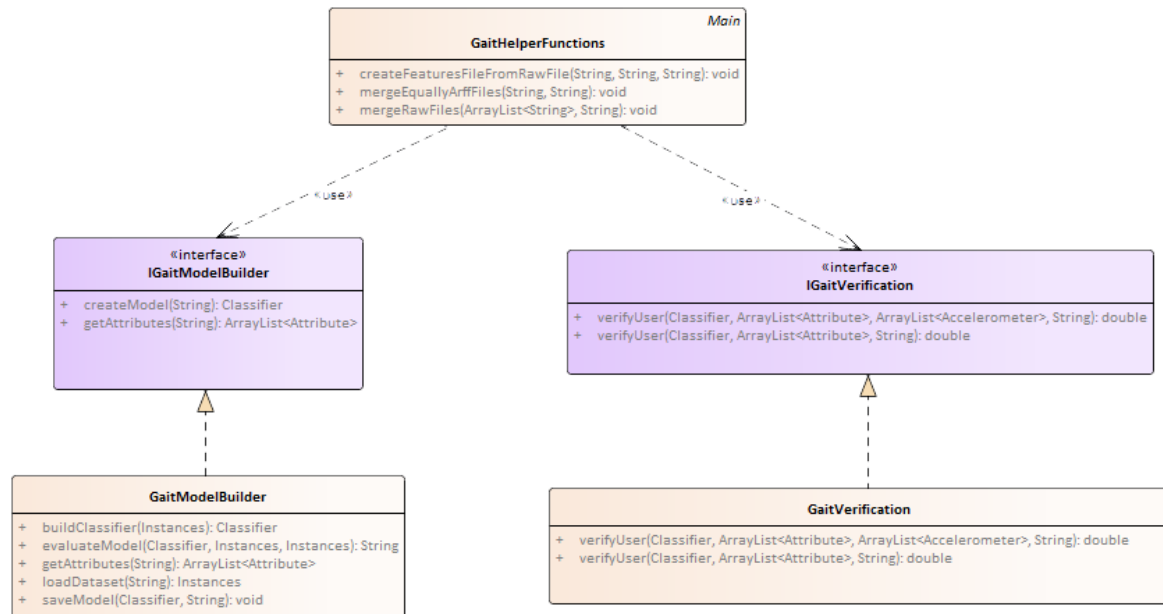 Main
GaitHelperFunctions
+ createFeaturesFileFromRawFile(String, String, String): void
+ mergeEquallyArffFiles(String, String): void
+ mergeRawFiles(ArrayList<String>, String): void
«use»
«use»
«interface»
IGaitModelBuilder
+ createModel(String): Classifier
+ getAttributes(String): ArrayList<Attribute>
«interface»
IGaitVerification
+ verifyUser(Classifier, ArrayList<Attribute>, ArrayList<Accelerometer>, String): double
+ verifyUser(Classifier, ArrayList<Attribute>, String): double
GaitModelBuilder
+ buildClassifier(Instances): Classifier
+ evaluateModel(Classifier, Instances, Instances): String
+ getAttributes(String): ArrayList<Attribute>
+ loadDataset(String): Instances
+ saveModel(Classifier, String): void
GaitVerification
+ verifyUser(Classifier, ArrayList<Attribute>, ArrayList<Accelerometer>, String): double
+ verifyUser(Classifier, ArrayList<Attribute>, String): double